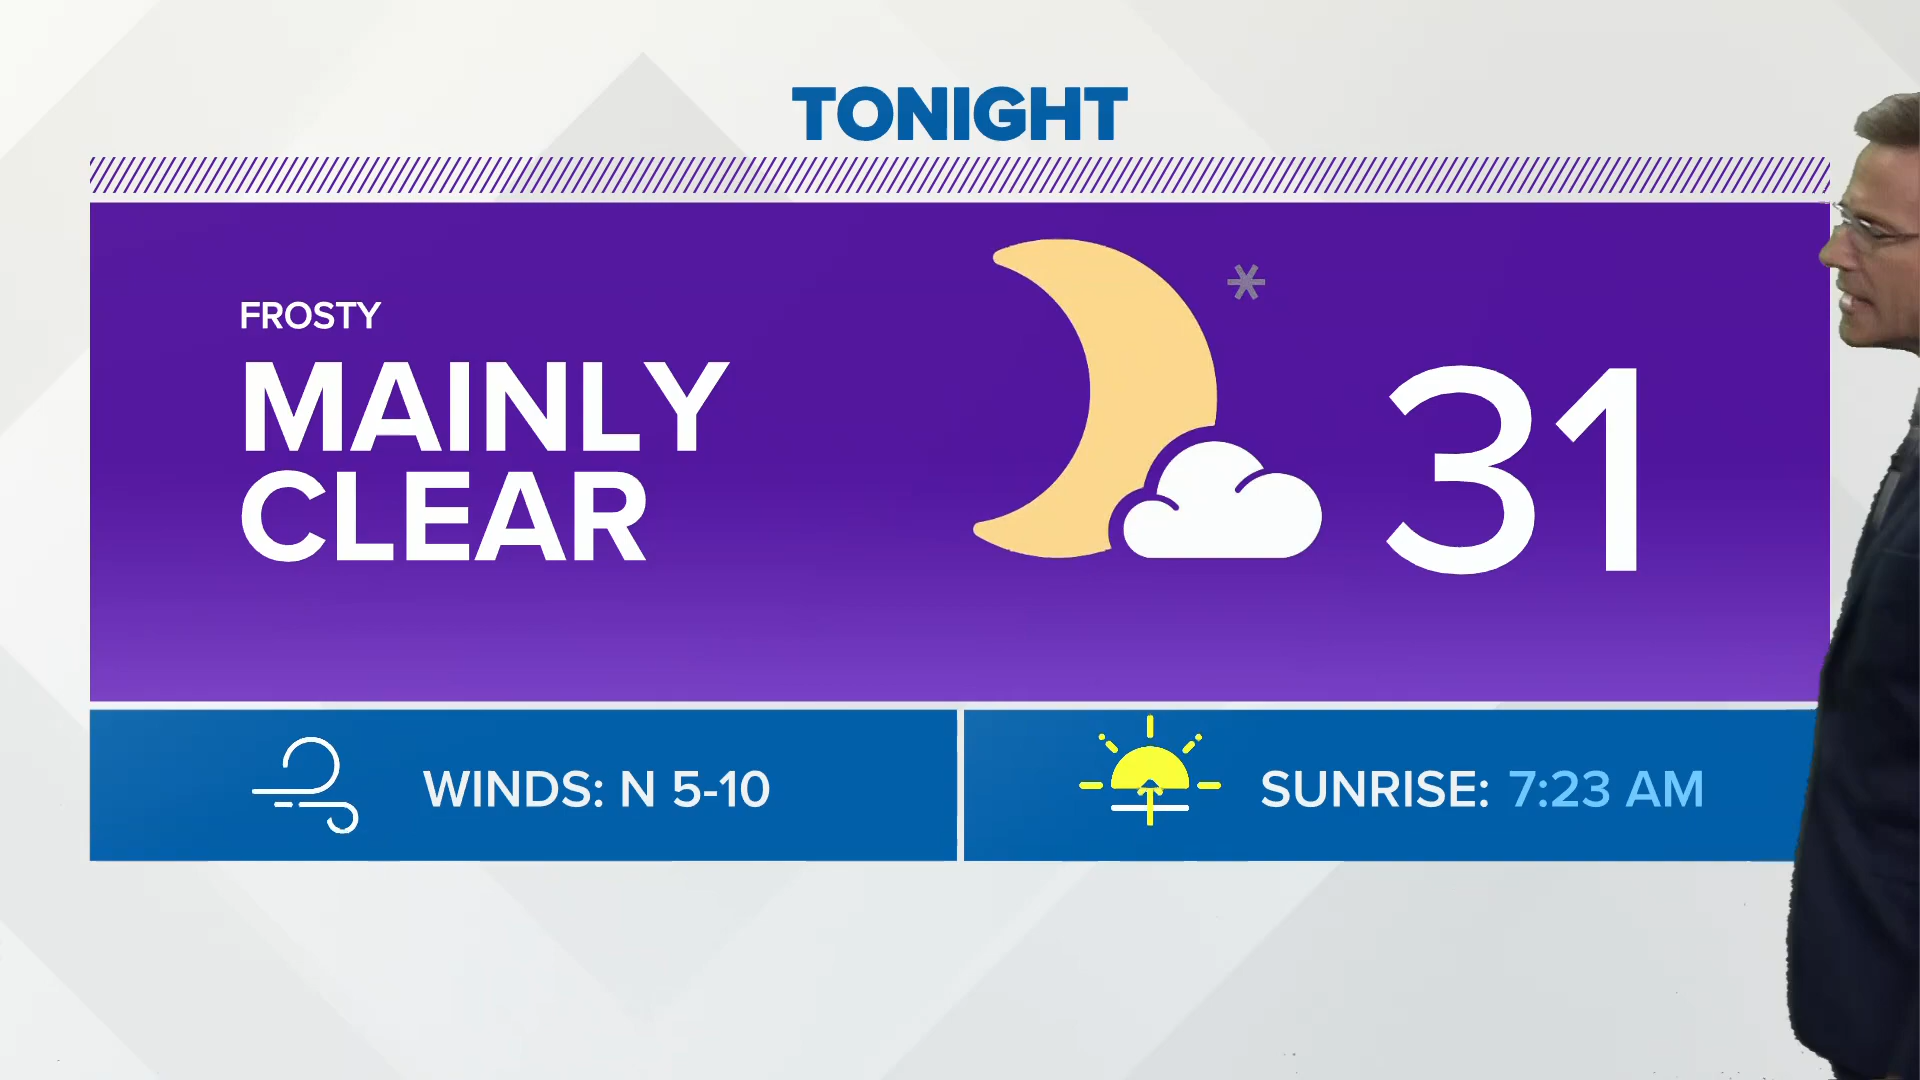 TONIGHT
FROSTY
MAINLY
CLEAR
31
WINDS: N 5-10
SUNRISE: 7:23 AM